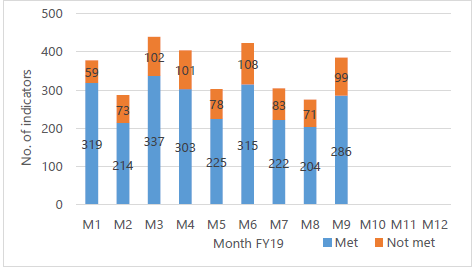 500
400
300
200
100
0
No. of indicators
59 73 102 101 78 108 83 71 99
319 214 337 303 225 315 222 204 286
M1 M2 M3 M4 M5 M6 M7 M8 M9 M10 M11 M12
Month FY19
Met Not met